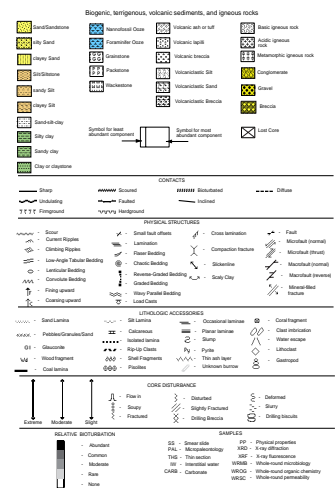 Biogenic, terrigenous, volcanic sediments, and igneous rocks
Sand/Sandstone
silty Sand
clayey Sand
Silt/Siltstone
sandy Silt
clayey Silt
Sand-silt-clay
Silty clay
Sandy clay
Clay or claystone
Nannofossil Ooze
Foraminifer Ooze
Grainstone
Packstone
Wackestone
Volcanic ash or tuff
Volcanic lapilli
Volcanic breccia
Volcaniclastic Silt
Volcaniclastic Sand
Volcaniclastic Breccia
Basic igneous rock
Acidic igneous
rock
Metamorphic igneous rock
Conglomerate
Gravel
Breccia
Lost Core
Symbol for least
abundant component
Symbol for most
abundant component
CONTACTS
Sharp
Scoured
Bioturbated
Diffuse
Undulating
Faulted
Inclined
Firmground
Hardground
PHYSICAL STRUCTURES
- Scour
- Current Ripples
- Climbing Ripples
- Low-Angle Tabular Bedding
- Lenticular Bedding
- Convolute Bedding
- Fining upward
- Coarsing upward
- Small fault offsets
- Lamination
- Flaser Bedding
- Chaotic Bedding
- Reverse-Graded Bedding
- Graded Bedding
- Wavy Parallel Bedding
- Load Casts
- Cross lamination
- Compaction fracture
- Slickenline
- Scaly Clay
- Fault
- Microfault (normal)
- Microfault (thrust)
- Macrofault (normal)
- Macrofault (reverse)
- Mineral-filled
fracture
LITHOLOGIC ACCESSORIES
- Sand Lamina
- Pebbles/Granules/Sand
- Glauconite
- Wood fragment
- Coal lamina
- Silt Lamina
- Calcareous
- Isolated lamina
- Rip-Up Clasts
- Shell Fragments
- Pisolites
- Occasional laminae
- Planar laminae
- Slump
Py - Pyrite
- Thin ash layer
- Unknown burrow
- Coral fragment
- Clast imbrication
- Water escape
- Lithoclast
- Gastropod
CORE DISTURBANCE
Extreme
Moderate
Slight
- Flow in
- Soupy
- Fractured
- Disturbed
- Slightly Fractured
- Drilling Breccia
- Deformed
- Slurry
- Drilling biscuits
RELATIVE BIOTURBATION
- Abundant
- Common
- Moderate
- Rare
- None
SAMPLES
SS - Smear slide
PAL - Micropaleontology
THS - Thin section
IW - Interstitial water
CARB - Carbonate
PP - Physical properties
XRD - X-ray diffraction
XRF - X-ray fluorescence
WRMB - Whole-round microbiology
WROG - Whole-round organic chemistry
WRSC - Whole-round permeability